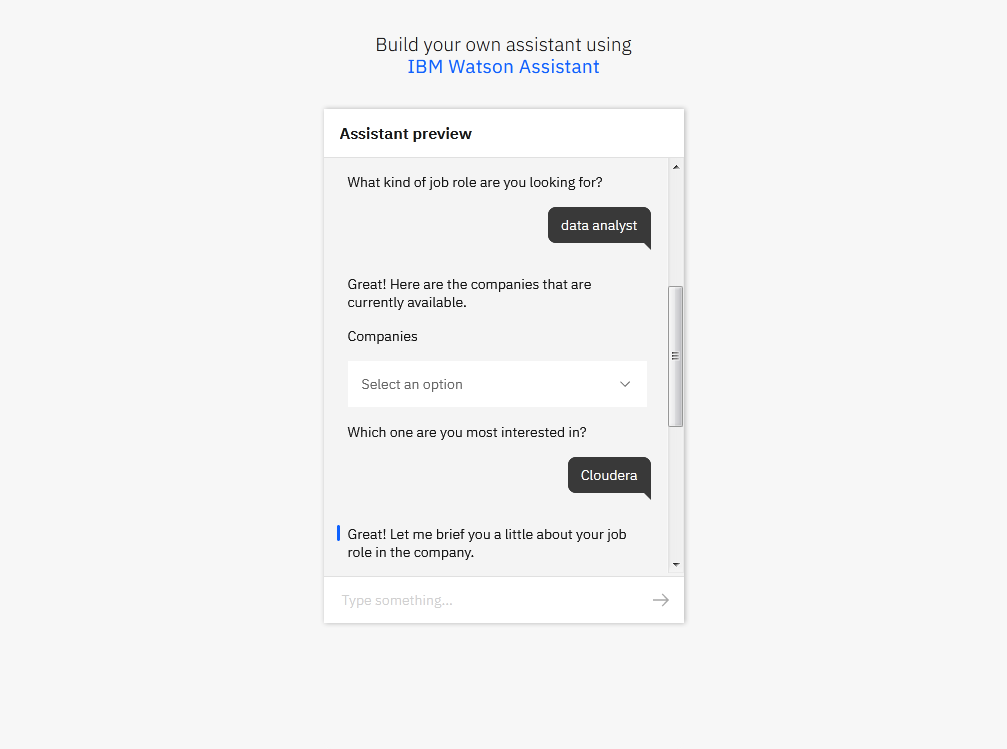 Build your own assistant using
IBM Watson Assistant
Assistant preview
What kind of job role are you looking for?
data analyst
Great! Here are the companies that are
currently available.
Companies
Select an option
Which one are you most interested in?
Cloudera
Great! Let me brief you a little about your job
role in the company.
Type something...